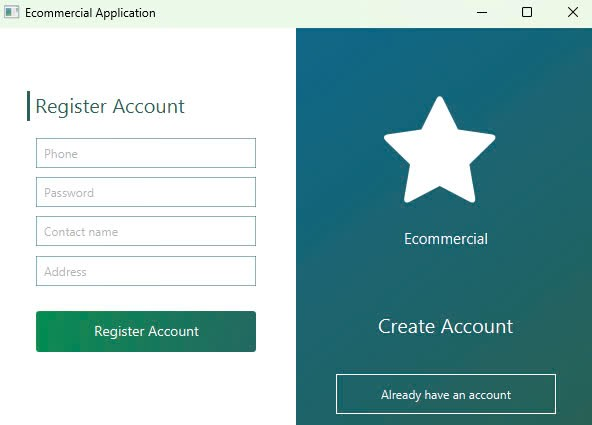 Ecommercial Application
Register Account
Phone
Password
Contact name
Address
Register Account
Ecommercial
Create Account
Already have an account